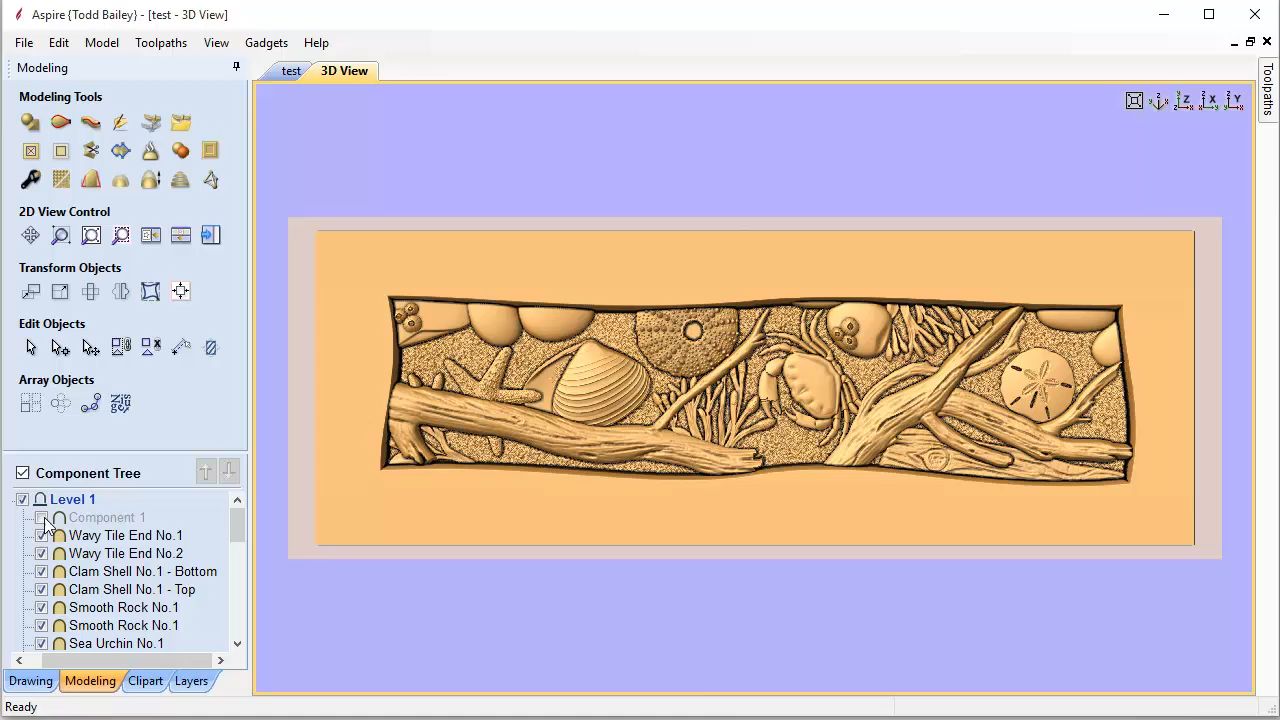 Aspire {Todd Bailey} - [test - 3D View]
File Edit Model Toolpaths View Gadgets Help
Modeling
test
3D View
Toolpaths
Modeling Tools
2D View Control
Transform Objects
Edit Objects
Array Objects
Component Tree
Level 1
Component 1
Wavy Tile End No.1
Wavy Tile End No.2
Clam Shell No.1 - Bottom
Clam Shell No.1 - Top
Smooth Rock No.1
Smooth Rock No.1
Sea Urchin No.1
Drawing Modeling Clipart Layers
Ready